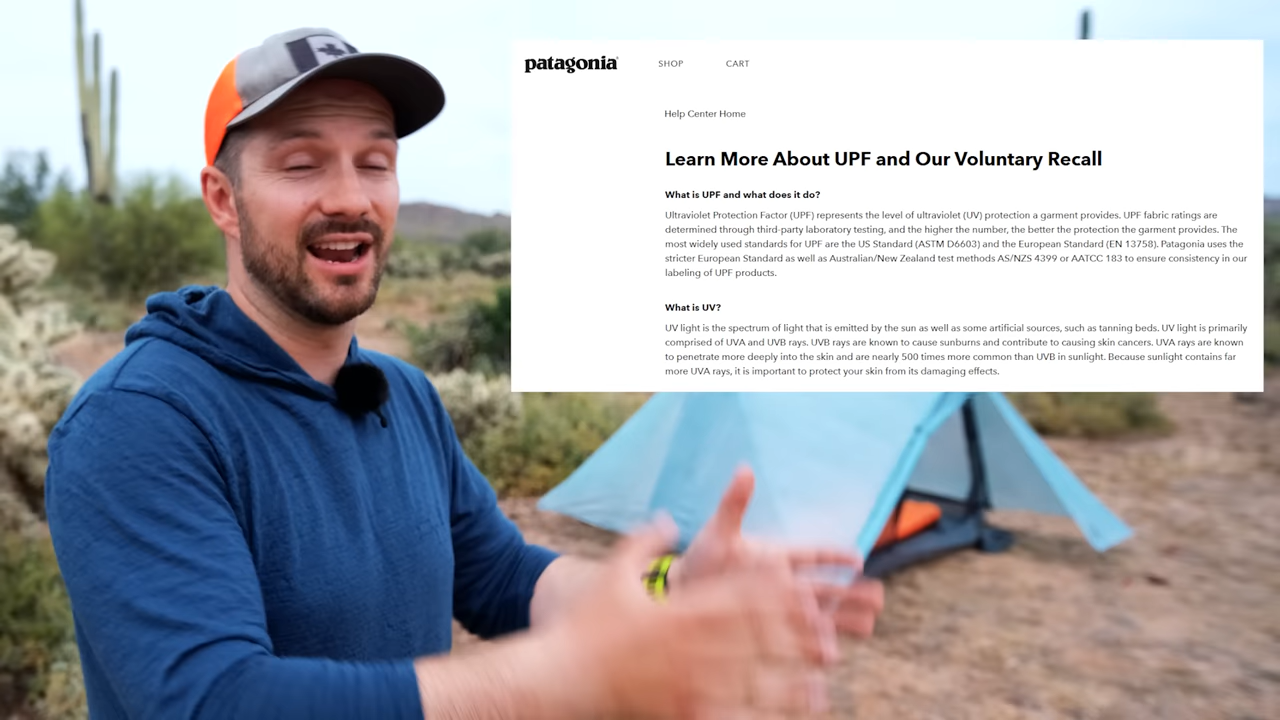 patagonia
SHOP
CART
Help Center Home
Learn More About UPF and Our Voluntary Recall
What is UPF and what does it do?
Ultraviolet Protection Factor (UPF) represents the level of ultraviolet (UV) protection a garment provides. UPF fabric ratings are
determined through third-party laboratory testing, and the higher the number, the better the protection the garment provides. The
most widely used standards for UPF are the US Standard (ASTM D6603) and the European Standard (EN 13758). Patagonia uses the
stricter European Standard as well as Australian/New Zealand test methods AS/NZS 4399 or AATCC 183 to ensure consistency in our
labeling of UPF products.
What is UV?
UV light is the spectrum of light that is emitted by the sun as well as some artificial sources, such as tanning beds. UV light is primarily
comprised of UVA and UVB rays. UVB rays are known to cause sunburns and contribute to causing skin cancers. UVA rays are known
to penetrate more deeply into the skin and are nearly 500 times more common than UVB in sunlight. Because sunlight contains far
more UVA rays, it is important to protect your skin from its damaging effects.